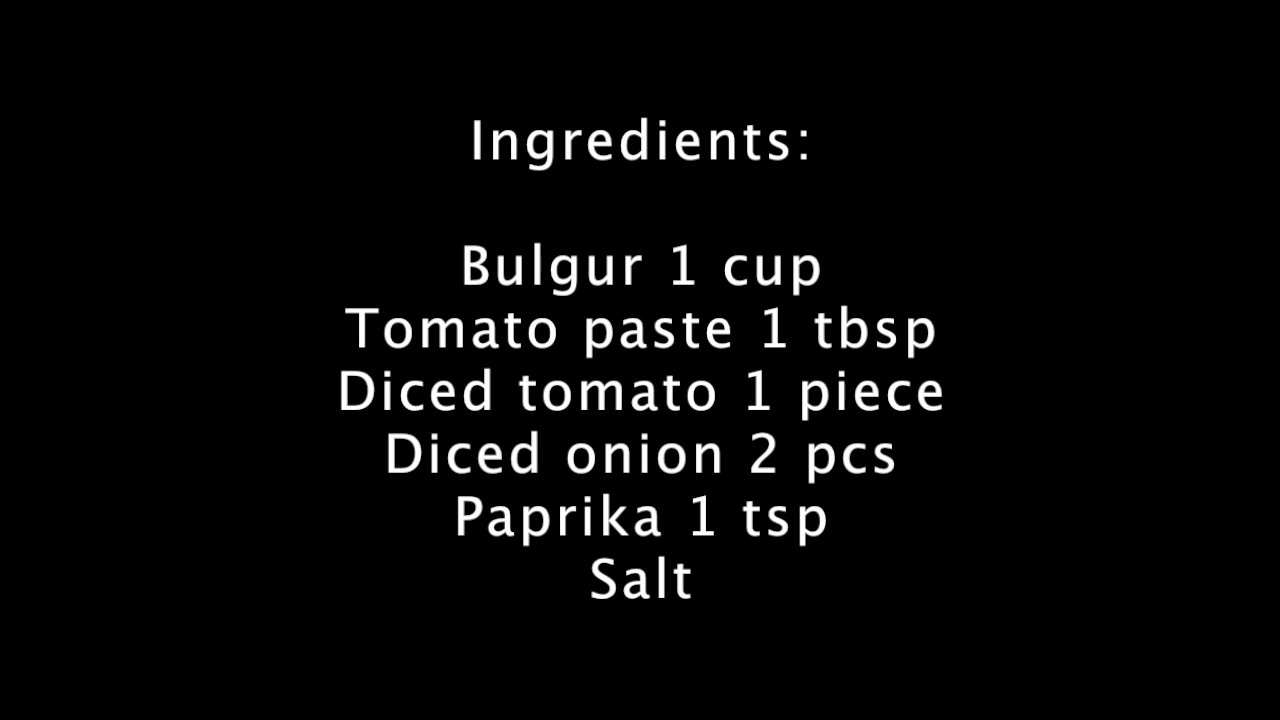 Ingredients:
Bulgur 1 cup
Tomato paste 1 tbsp
Diced tomato 1 piece
Diced onion 2 pcs
Paprika 1 tsp
Salt